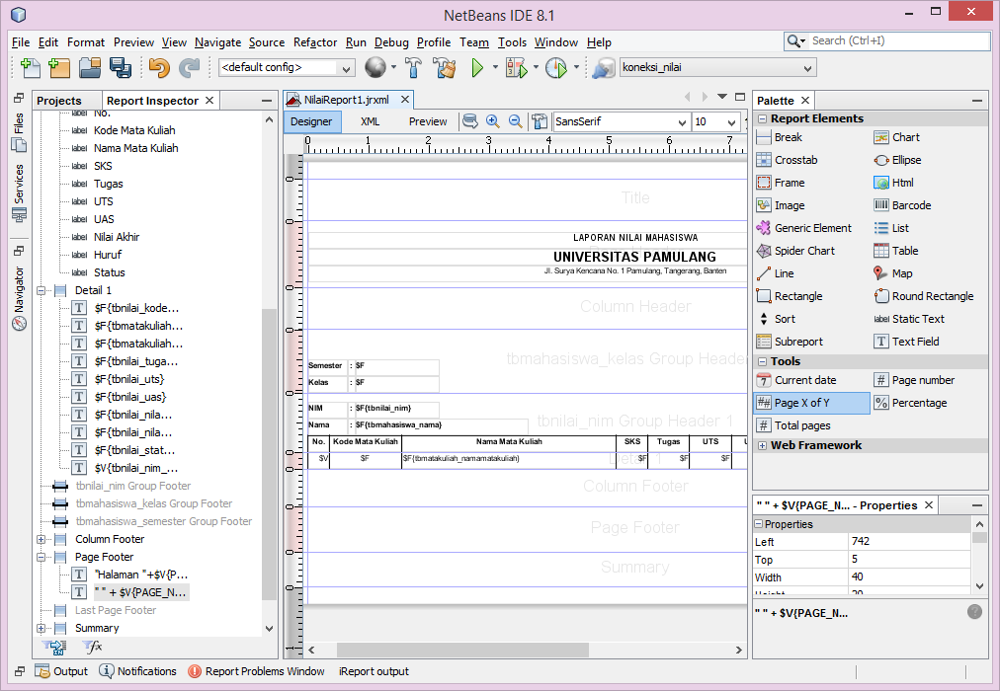 NetBeans IDE 8.1
File Edit Format Preview View Navigate Source Refactor Run Debug Profile Team Tools Window Help
Search (Ctrl+I)
<default config>
koneksi_nilai
Files
Services
Navigator
Projects
Report Inspector
label No.
label Kode Mata Kuliah
label Nama Mata Kuliah
label SKS
label Tugas
label UTS
label UAS
label Nilai Akhir
label Huruf
label Status
Detail 1
$F{tbnilai_kode...
$F{tbmatakuliah...
$F{tbmatakuliah...
$F{tbnilai_tuga...
$F{tbnilai_uts}
$F{tbnilai_uas}
$F{tbnilai_nila...
$F{tbnilai_nila...
$F{tbnilai_stat...
$V{tbnilai_nim_...
tbnilai_nim Group Footer
tbmahasiswa_kelas Group Footer
tbmahasiswa_semester Group Footer
Column Footer
Page Footer
"Halaman "+$V{P...
" " + $V{PAGE_N...
Last Page Footer
Summary
NilaiReport1.jrxml
Designer XML Preview
SansSerif 10
0 1 2 3 4 5 6 7
Title
LAPORAN NILAI MAHASISWA
UNIVERSITAS PAMULANG
Jl. Surya Kencana No. 1 Pamulang, Tangerang, Banten
Column Header
tbmahasiswa_kelas Group Header
Semester : $F
Kelas : $F
NIM : $F{tbnilai_nim}
Nama : $F{tbmahasiswa_nama}
tbnilai_nim Group Header 1
No. Kode Mata Kuliah Nama Mata Kuliah SKS Tugas UTS U
$V $F $F{tbmatakuliah_namamatakuliah} $F $F $F
Detail 1
Column Footer
Page Footer
Summary
Palette
Report Elements
Break Chart
Crosstab Ellipse
Frame Html
Image Barcode
Generic Element List
Spider Chart Table
Line Map
Rectangle Round Rectangle
Sort label Static Text
Subreport Text Field
Tools
Current date Page number
Page X of Y Percentage
Total pages
Web Framework
" " + $V{PAGE_N... - Properties
Properties
Left 742
Top 5
Width 40
Height 20
" " + $V{PAGE_N...
Output Notifications Report Problems Window iReport output